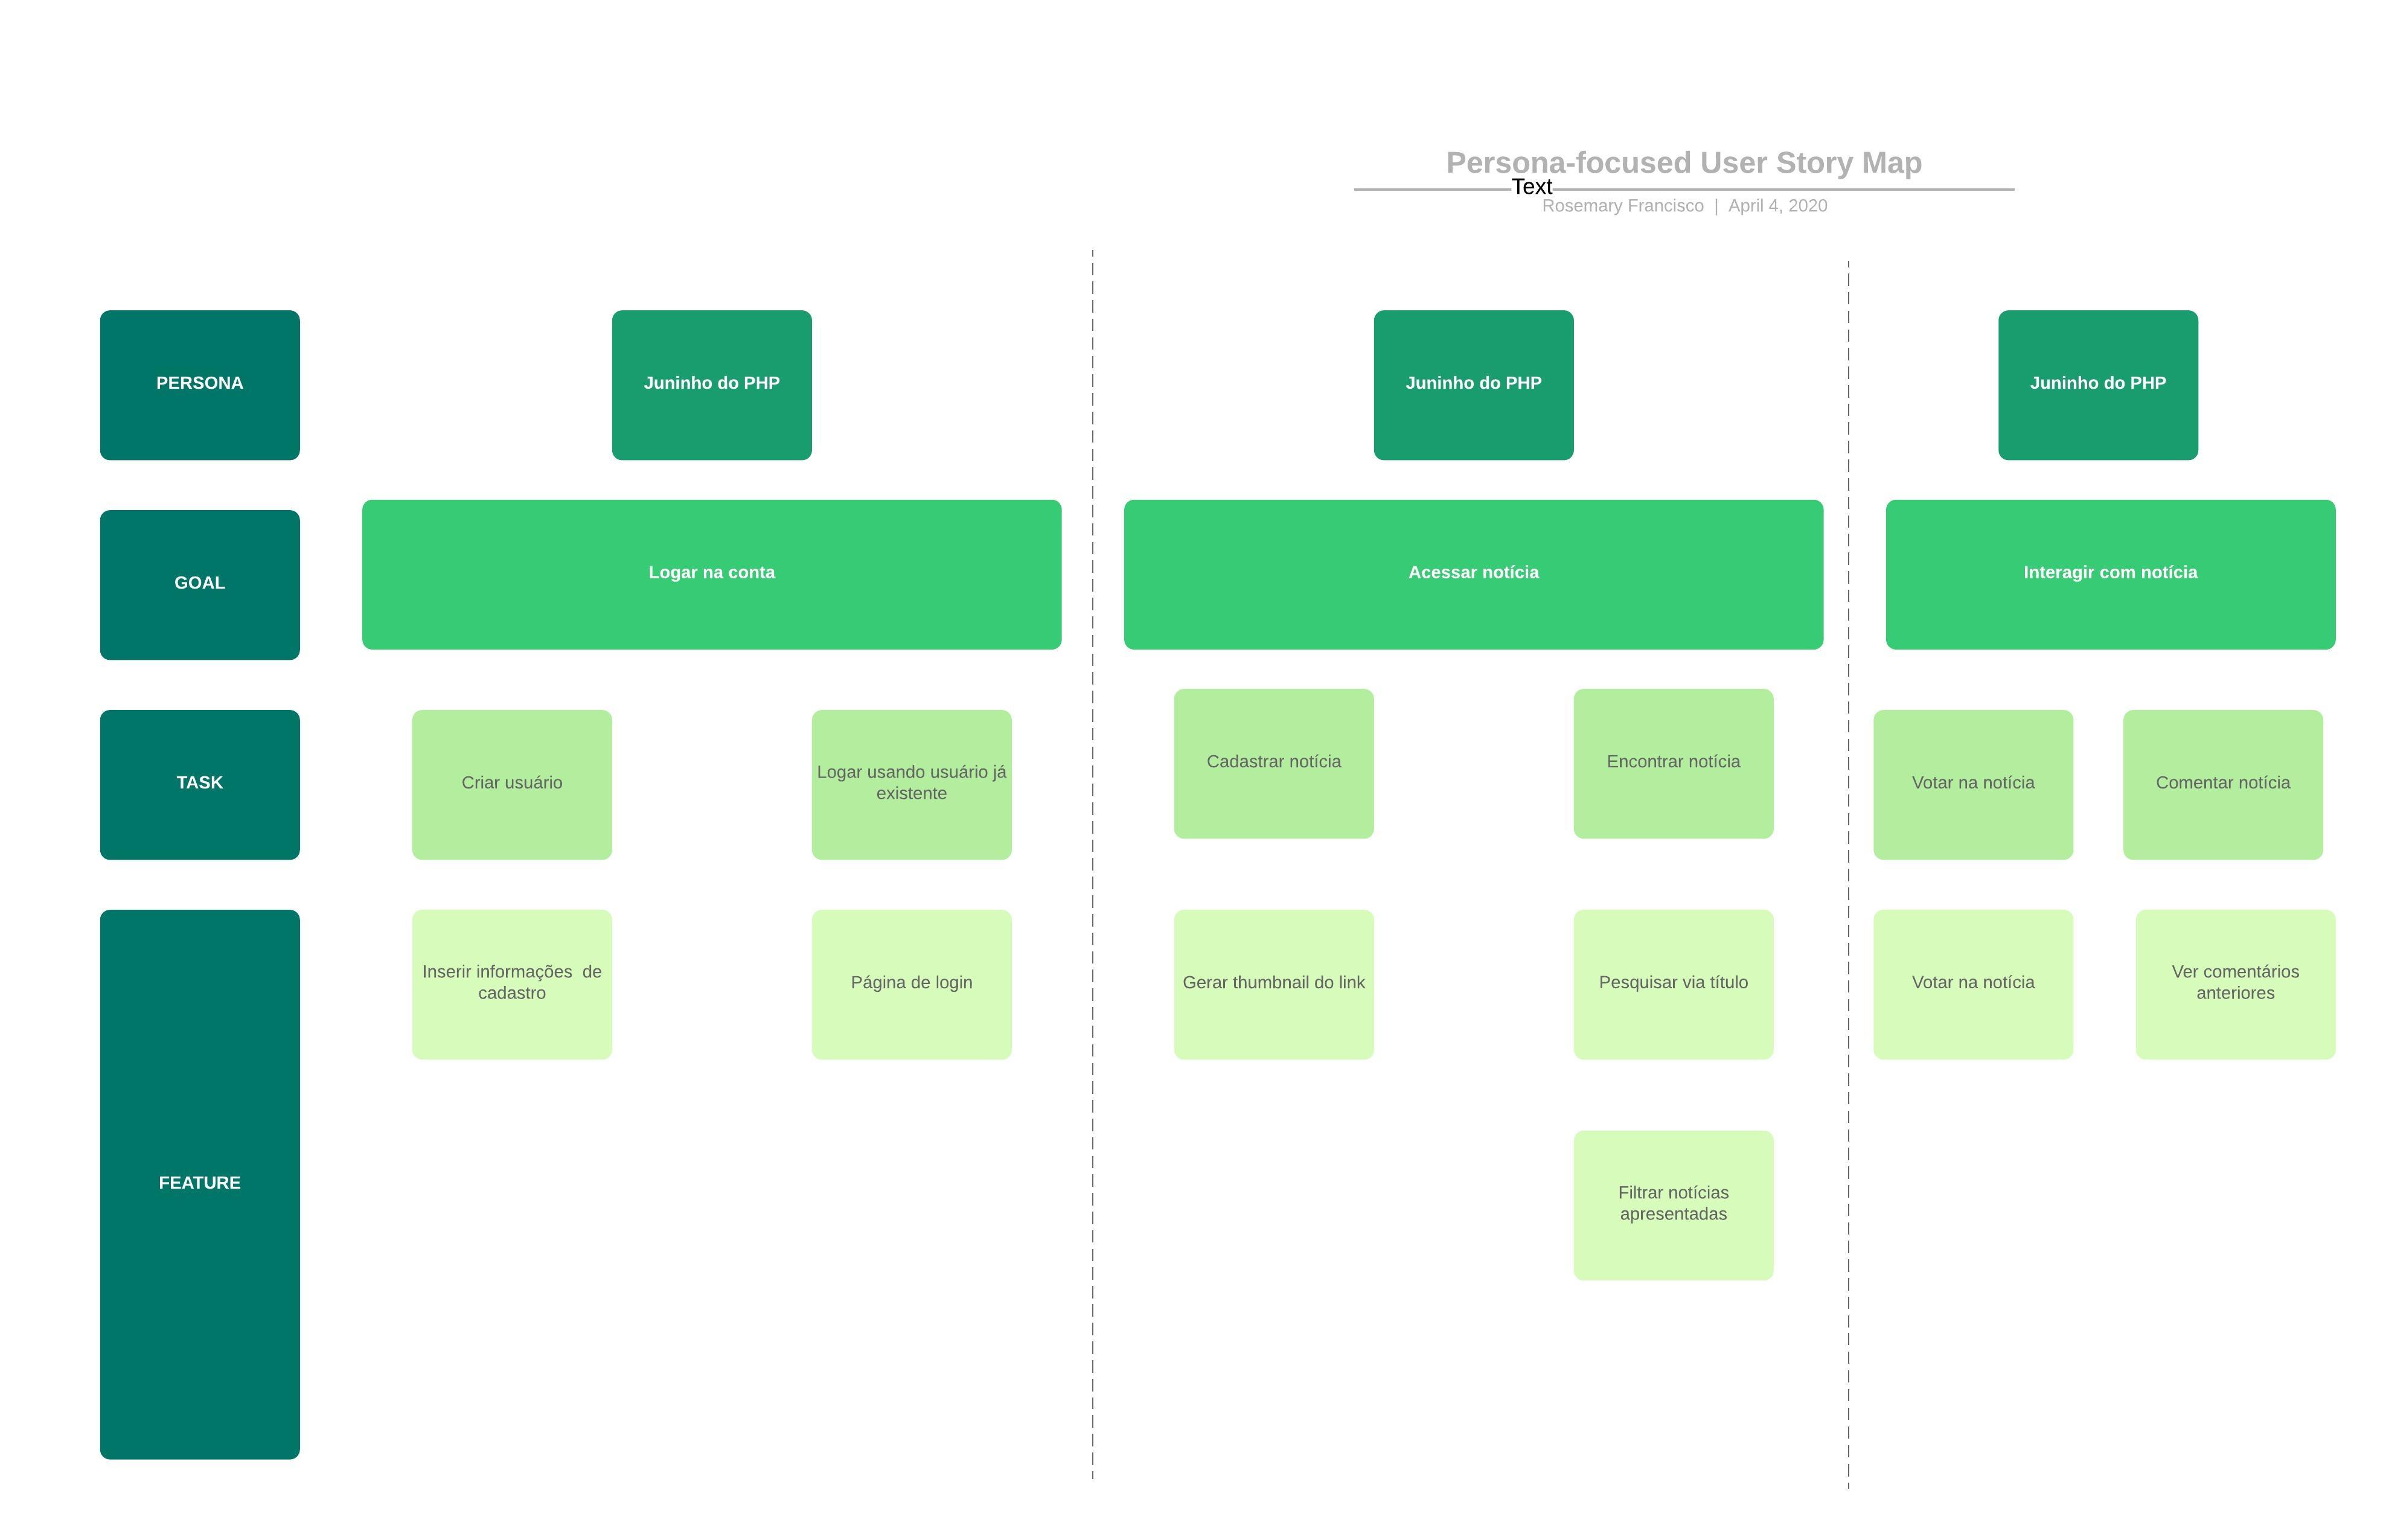 Persona-focused User Story Map
Text
Rosemary Francisco | April 4, 2020
PERSONA
Juninho do PHP
Juninho do PHP
Juninho do PHP
GOAL
Logar na conta
Acessar notícia
Interagir com notícia
TASK
Criar usuário
Logar usando usuário já
existente
Cadastrar notícia
Encontrar notícia
Votar na notícia
Comentar notícia
FEATURE
Inserir informações  de
cadastro
Página de login
Gerar thumbnail do link
Pesquisar via título
Votar na notícia
Ver comentários
anteriores
Filtrar notícias
apresentadas